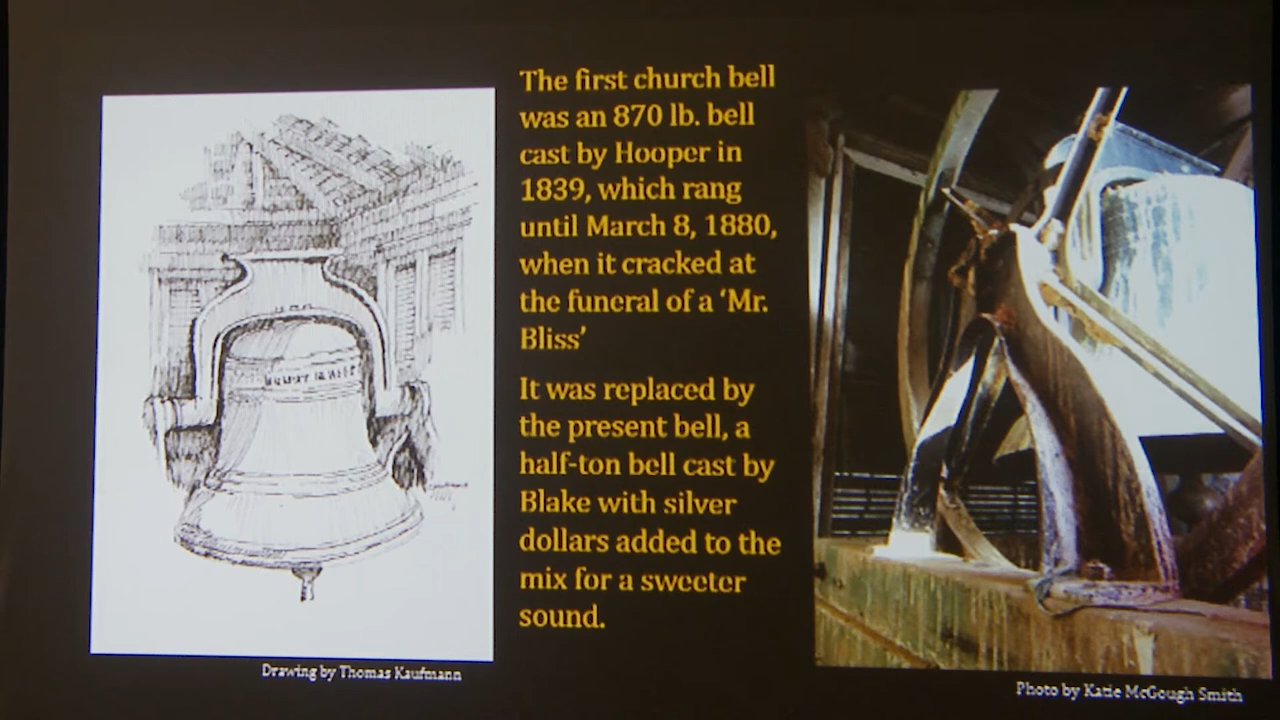 The first church bell
was an 870 lb. bell
cast by Hooper in
1839, which rang
until March 8, 1880,
when it cracked at
the funeral of a ‘Mr.
Bliss’
It was replaced by
the present bell, a
half-ton bell cast by
Blake with silver
dollars added to the
mix for a sweeter
sound.
Drawing by Thomas Kaufmann
Photo by Katie McGough Smith